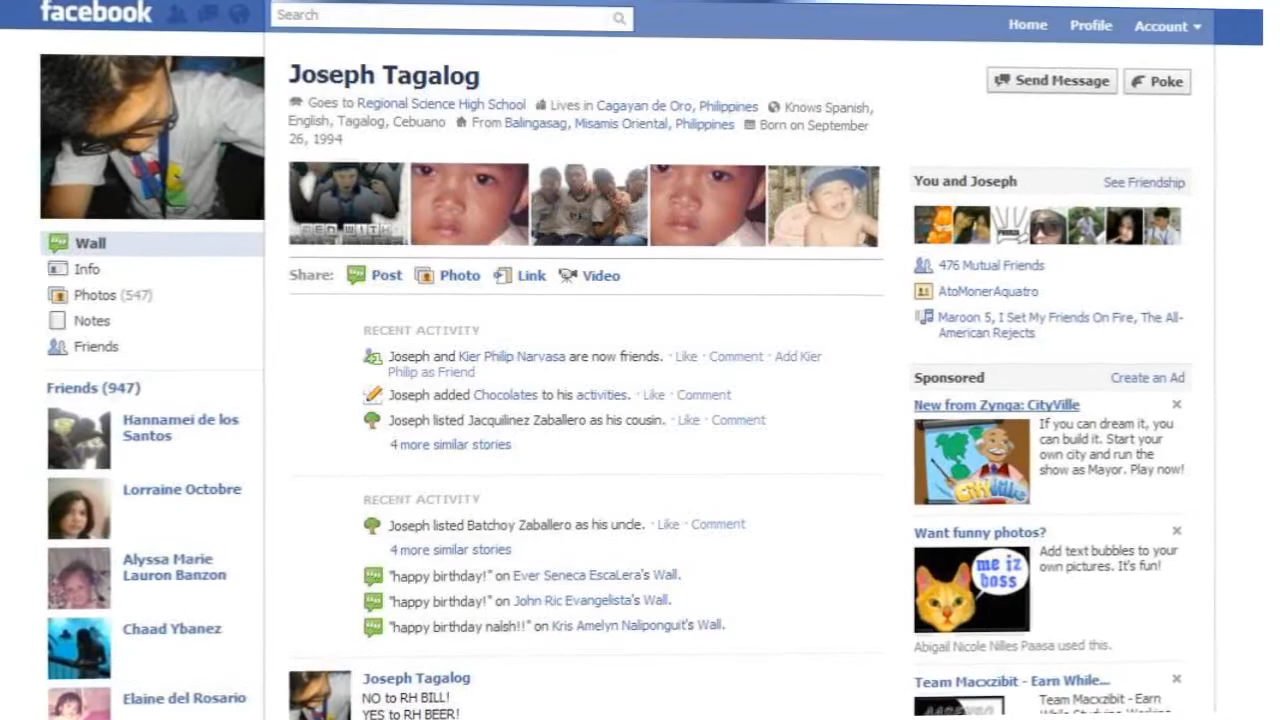 facebook
Search
Home Profile Account
Joseph Tagalog
Send Message Poke
Goes to Regional Science High School Lives in Cagayan de Oro, Philippines Knows Spanish,
English, Tagalog, Cebuano From Balingasag, Misamis Oriental, Philippines Born on September
26, 1994
Wall
Info
Photos (547)
Notes
Friends
Friends (947)
Hannamei de los
Santos
Lorraine Octobre
Alyssa Marie
Lauron Banzon
Chaad Ybanez
Elaine del Rosario
Share: Post Photo Link Video
RECENT ACTIVITY
Joseph and Kier Philip Narvasa are now friends. · Like · Comment · Add Kier
Philip as Friend
Joseph added Chocolates to his activities. · Like · Comment
Joseph listed Jacquilinez Zaballero as his cousin. · Like · Comment
4 more similar stories
RECENT ACTIVITY
Joseph listed Batchoy Zaballero as his uncle. · Like · Comment
4 more similar stories
"happy birthday!" on Ever Seneca EscaLera's Wall.
"happy birthday!" on John Ric Evangelista's Wall.
"happy birthday nalsh!!" on Kris Amelyn Naliponguit's Wall.
Joseph Tagalog
NO to RH BILL!
YES to RH BEER!
You and Joseph See Friendship
476 Mutual Friends
AtoMonerAquatro
Maroon 5, I Set My Friends On Fire, The All-
American Rejects
Sponsored Create an Ad
New from Zynga: CityVille
If you can dream it, you
can build it. Start your
own city and run the
show as Mayor. Play now!
CityVille
Want funny photos?
me iz
boss
Add text bubbles to your
own pictures. It's fun!
Abigail Nicole Nilles Paasa used this.
Team Macxzibit - Earn While...
Team Macxzibit - Earn
While Studying Working